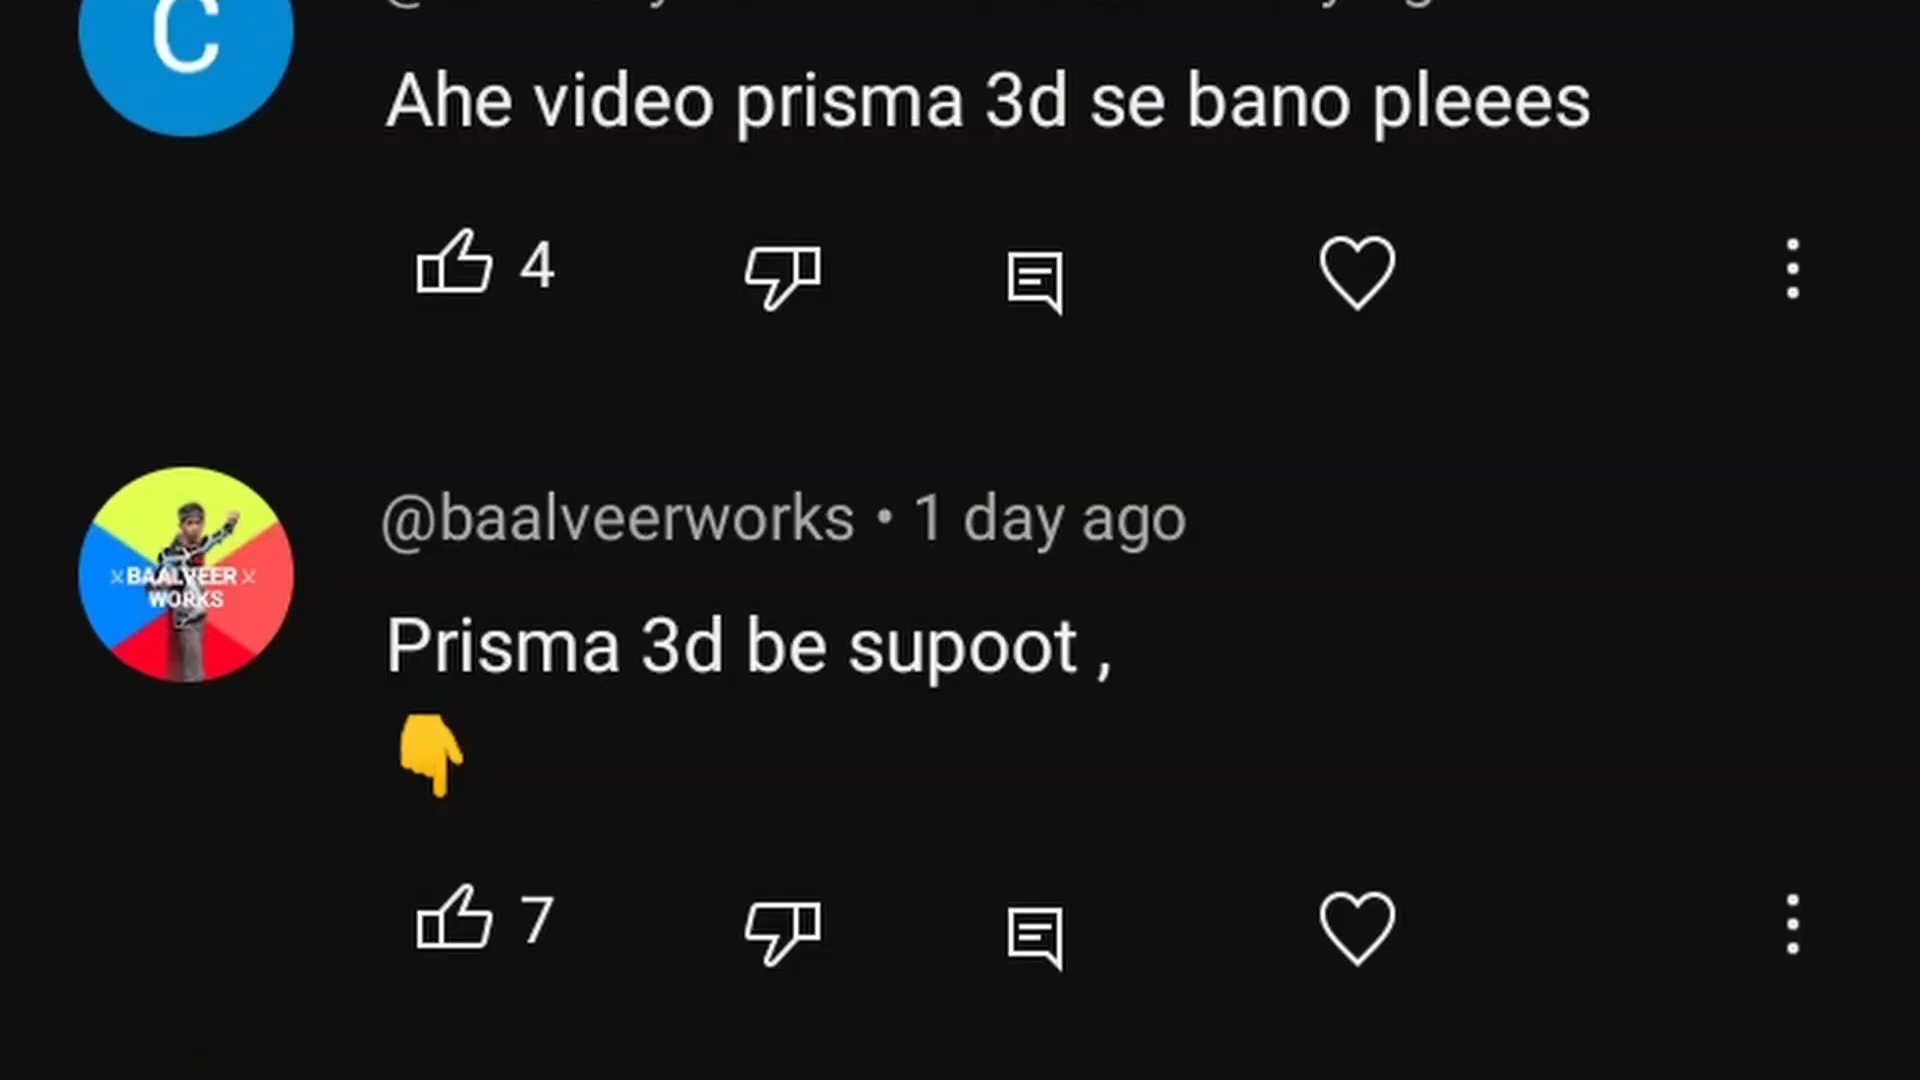 C
Ahe video prisma 3d se bano pleees
4
@baalveerworks • 1 day ago
BAALVEER
WORKS
Prisma 3d be supoot ,
👇
7